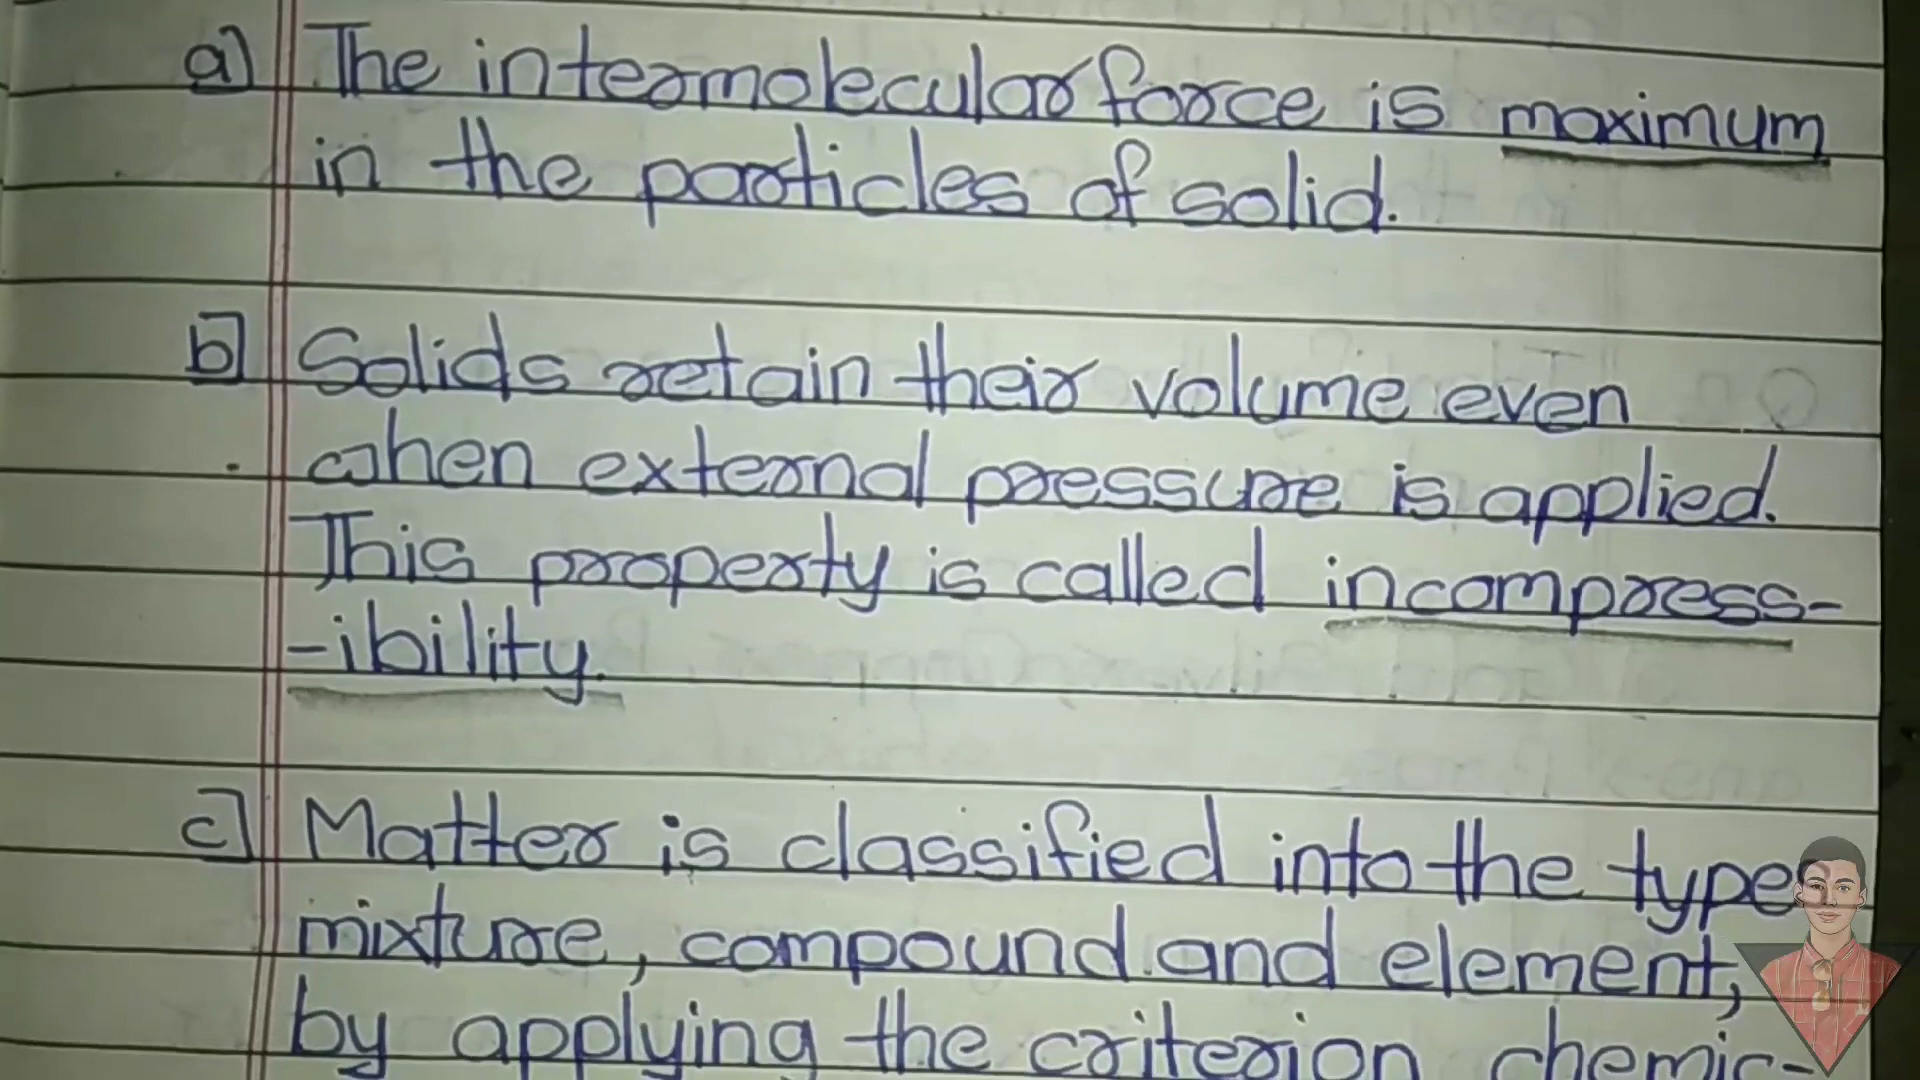 a) The intermolecular force is maximum
in the particles of solid.
b] Solids retain their volume even
when external pressure is applied.
This property is called incompress-
-ibility.
c] Matter is classified into the type
mixture, compound and element,
by applying the criterion chemic-